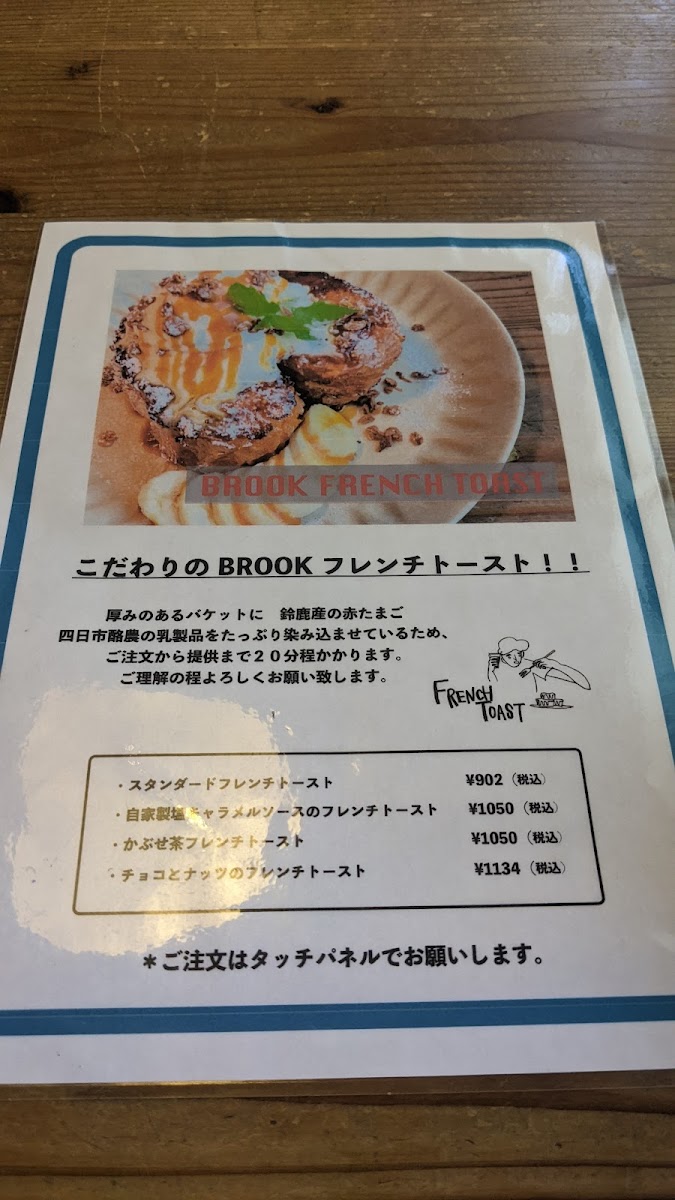 BROOK FRENCH TOAST
こだわりの BROOK フレンチトースト！！
厚みのあるバケットに　鈴鹿産の赤たまご
四日市酪農の乳製品をたっぷり染み込ませているため、
ご注文から提供まで２０分程かかります。
ご理解の程よろしくお願い致します。
FRENCH
TOAST
・スタンダードフレンチトースト ¥902（税込）
・自家製塩キャラメルソースのフレンチトースト ¥1050（税込）
・かぶせ茶フレンチトースト ¥1050（税込）
・チョコとナッツのフレンチトースト ¥1134（税込）
＊ご注文はタッチパネルでお願いします。